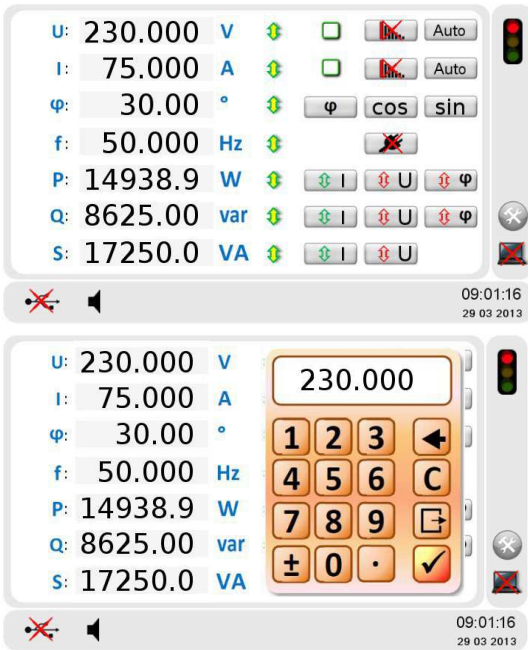 U: 230.000 V Auto
I: 75.000 A Auto
φ: 30.00 ° φ cos sin
f: 50.000 Hz
P: 14938.9 W I U φ
Q: 8625.00 var I U φ
S: 17250.0 VA I U
09:01:16
29 03 2013
U: 230.000 V 230.000
I: 75.000 A
φ: 30.00 ° 1 2 3
f: 50.000 Hz 4 5 6 C
P: 14938.9 W 7 8 9
Q: 8625.00 var ± 0 .
S: 17250.0 VA
09:01:16
29 03 2013